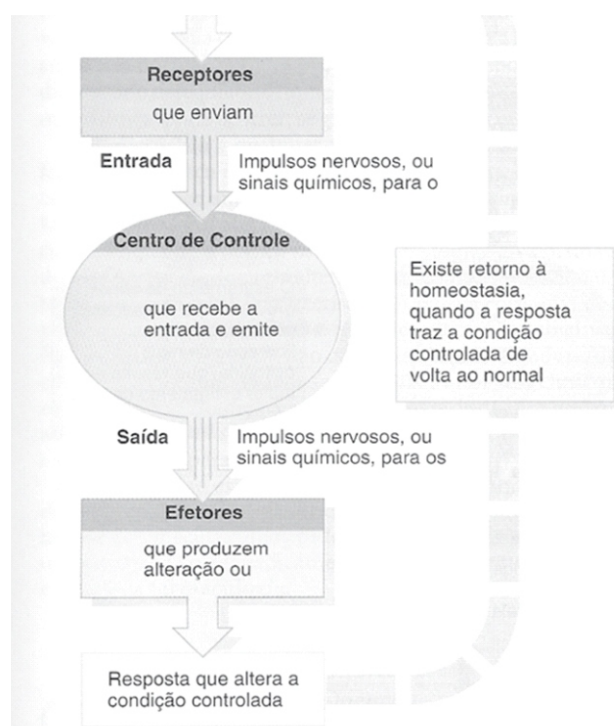 Receptores
que enviam
Entrada
Impulsos nervosos, ou
sinais químicos, para o
Centro de Controle
que recebe a
entrada e emite
Existe retorno à
homeostasia,
quando a resposta
traz a condição
controlada de
volta ao normal
Saída
Impulsos nervosos, ou
sinais químicos, para os
Efetores
que produzem
alteração ou
Resposta que altera a
condição controlada